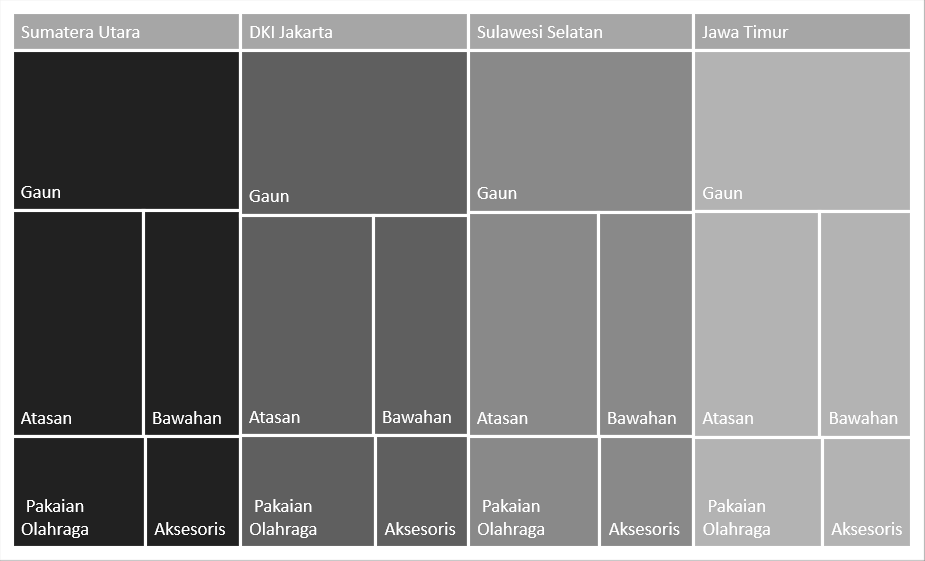 Sumatera Utara
DKI Jakarta
Sulawesi Selatan
Jawa Timur
Gaun
Gaun
Gaun
Gaun
Atasan
Bawahan
Atasan
Bawahan
Atasan
Bawahan
Atasan
Bawahan
Pakaian
Olahraga
Aksesoris
Pakaian
Olahraga
Aksesoris
Pakaian
Olahraga
Aksesoris
Pakaian
Olahraga
Aksesoris